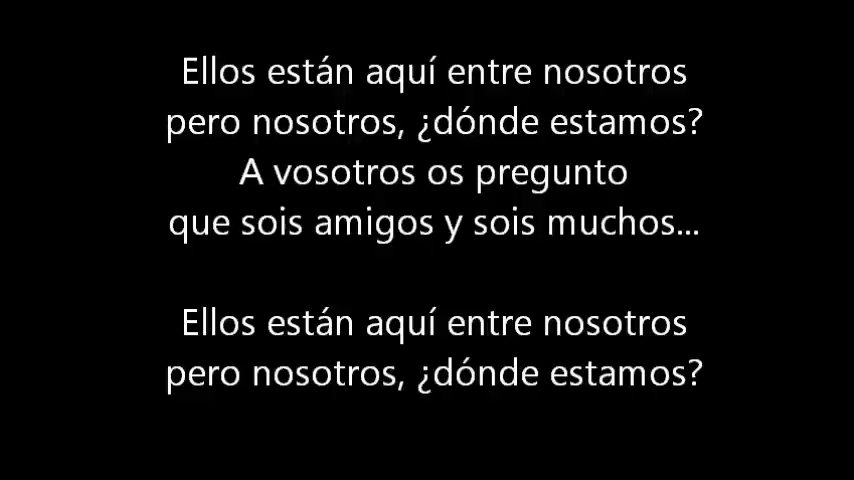 Ellos están aquí entre nosotros
pero nosotros, ¿dónde estamos?
A vosotros os pregunto
que sois amigos y sois muchos...
Ellos están aquí entre nosotros
pero nosotros, ¿dónde estamos?